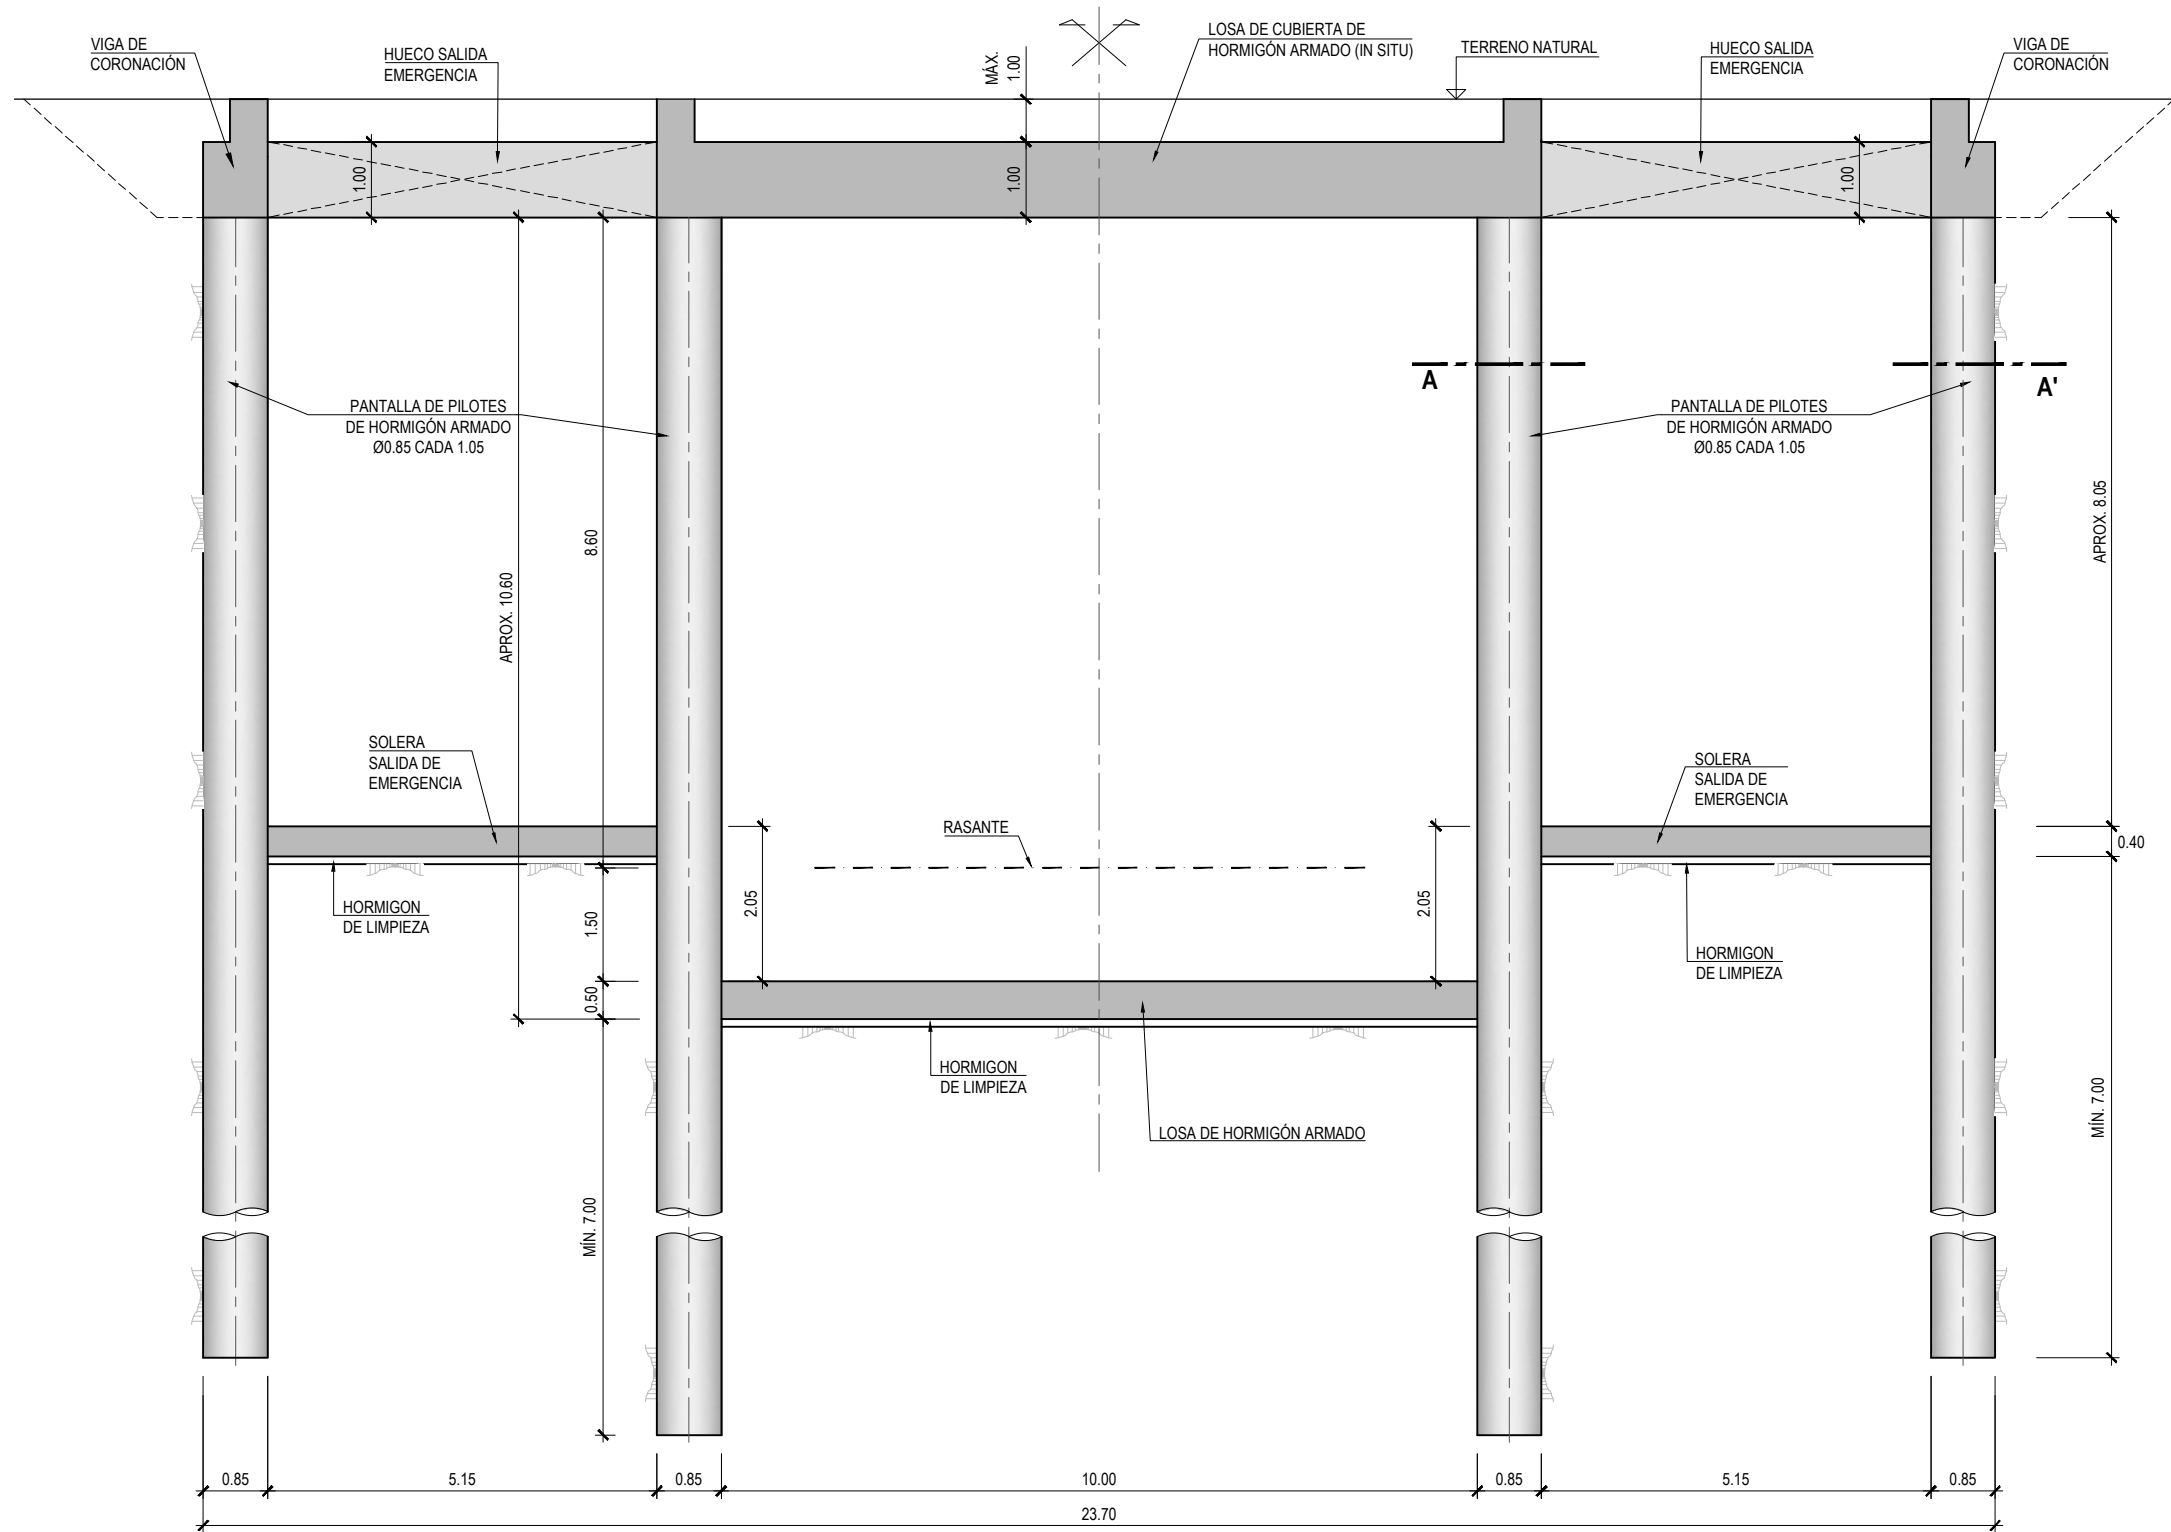 VIGA DE
CORONACIÓN
HUECO SALIDA
EMERGENCIA
MÁX.
1.00
LOSA DE CUBIERTA DE
HORMIGÓN ARMADO (IN SITU)
TERRENO NATURAL
HUECO SALIDA
EMERGENCIA
VIGA DE
CORONACIÓN
1.00
1.00
1.00
A
A'
PANTALLA DE PILOTES
DE HORMIGÓN ARMADO
Ø0.85 CADA 1.05
PANTALLA DE PILOTES
DE HORMIGÓN ARMADO
Ø0.85 CADA 1.05
8.60
APROX. 10.60
APROX. 8.05
SOLERA
SALIDA DE
EMERGENCIA
SOLERA
SALIDA DE
EMERGENCIA
RASANTE
0.40
HORMIGON
DE LIMPIEZA
1.50
2.05
2.05
HORMIGON
DE LIMPIEZA
0.50
HORMIGON
DE LIMPIEZA
LOSA DE HORMIGÓN ARMADO
MÍN. 7.00
MÍN. 7.00
0.85
5.15
0.85
10.00
0.85
5.15
0.85
23.70